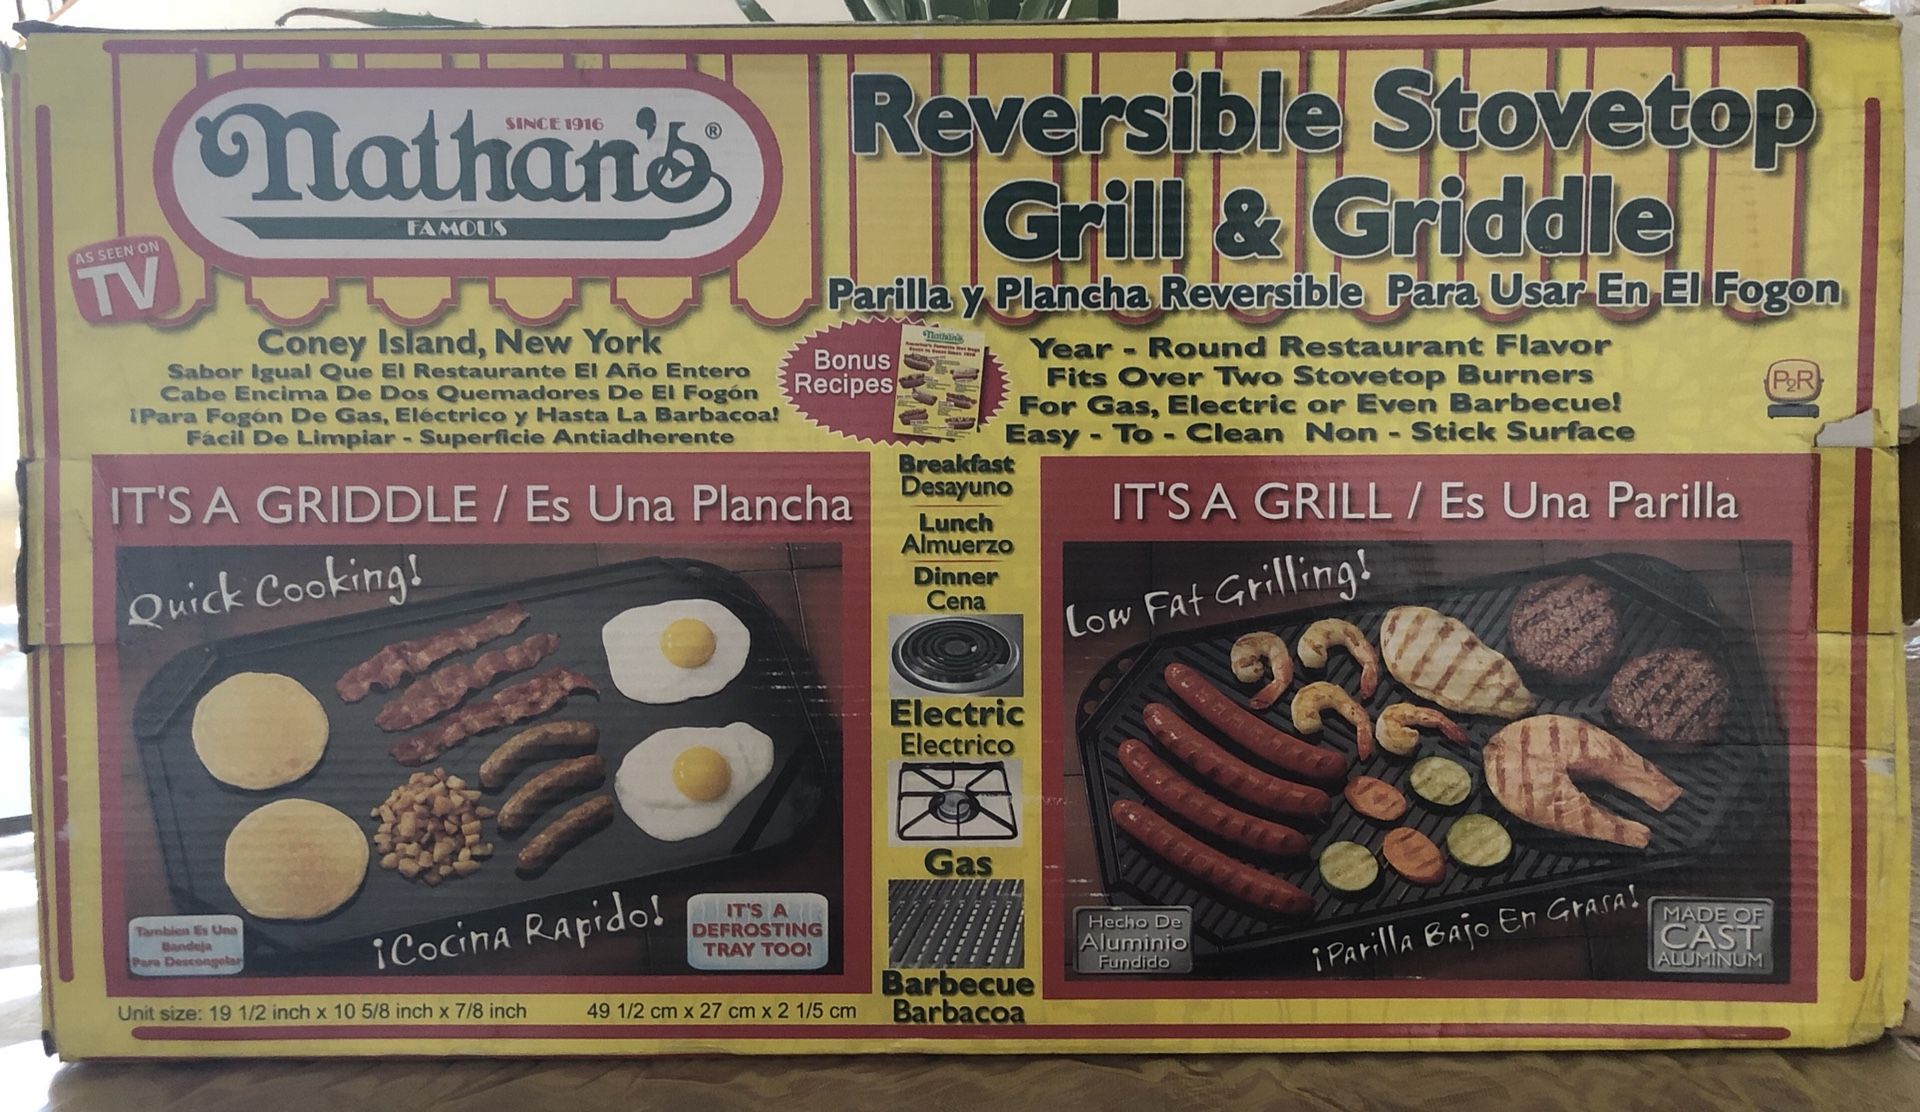 SINCE 1916
Nathan's®
FAMOUS
AS SEEN ON
TV
Reversible Stovetop
Grill & Griddle
Parilla y Plancha Reversible Para Usar En El Fogon
Coney Island, New York
Sabor Igual Que El Restaurante El Año Entero
Cabe Encima De Dos Quemadores De El Fogón
¡Para Fogón De Gas, Eléctrico y Hasta La Barbacoa!
Fácil De Limpiar - Superficie Antiadherente
Bonus
Recipes
Nathan's
Year - Round Restaurant Flavor
Fits Over Two Stovetop Burners
For Gas, Electric or Even Barbecue!
Easy - To - Clean Non - Stick Surface
P2R
IT'S A GRIDDLE / Es Una Plancha
Quick Cooking!
¡Cocina Rapido!
Tambien Es Una
Bandeja
Para Descongelar
IT'S A
DEFROSTING
TRAY TOO!
Unit size: 19 1/2 inch x 10 5/8 inch x 7/8 inch
49 1/2 cm x 27 cm x 2 1/5 cm
Breakfast
Desayuno
Lunch
Almuerzo
Dinner
Cena
Electric
Electrico
Gas
Barbecue
Barbacoa
IT'S A GRILL / Es Una Parilla
Low Fat Grilling!
Hecho De
Aluminio
Fundido
¡Parilla Bajo En Grasa!
MADE OF
CAST
ALUMINUM